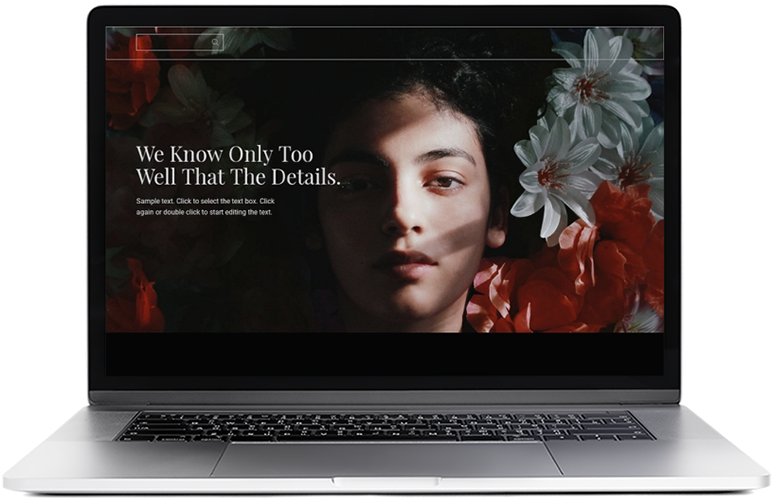 We Know Only Too
Well That The Details.
Sample text. Click to select the text box. Click
again or double click to start editing the text.